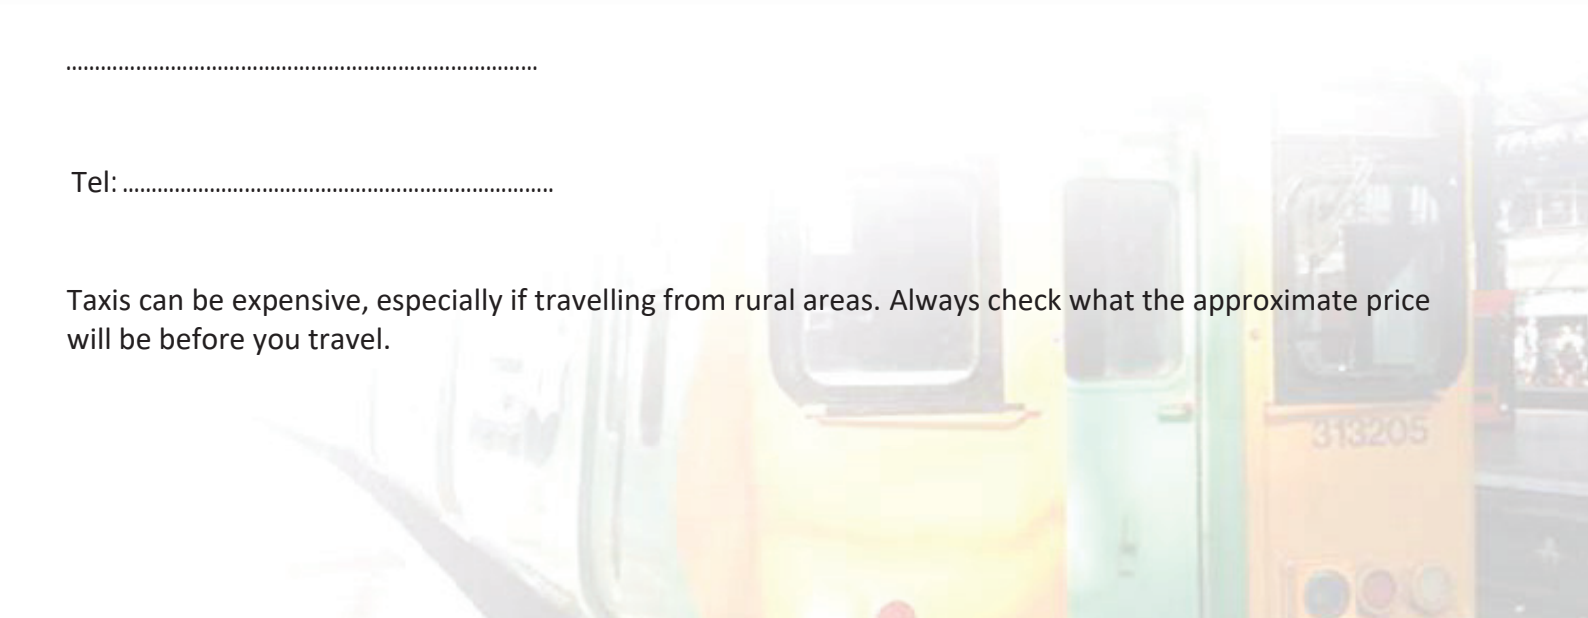 ................................................................................
Tel: .........................................................................
Taxis can be expensive, especially if travelling from rural areas. Always check what the approximate price
will be before you travel.
313205